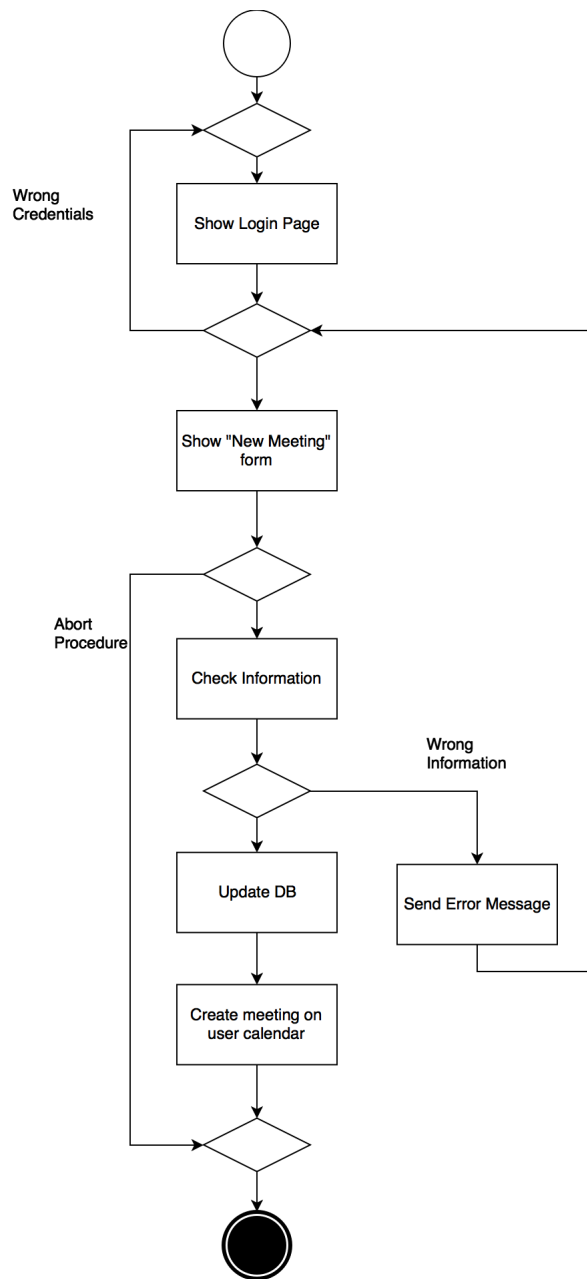 Wrong
Credentials
Show Login Page
Show "New Meeting"
form
Abort
Procedure
Check Information
Wrong
Information
Update DB
Send Error Message
Create meeting on
user calendar